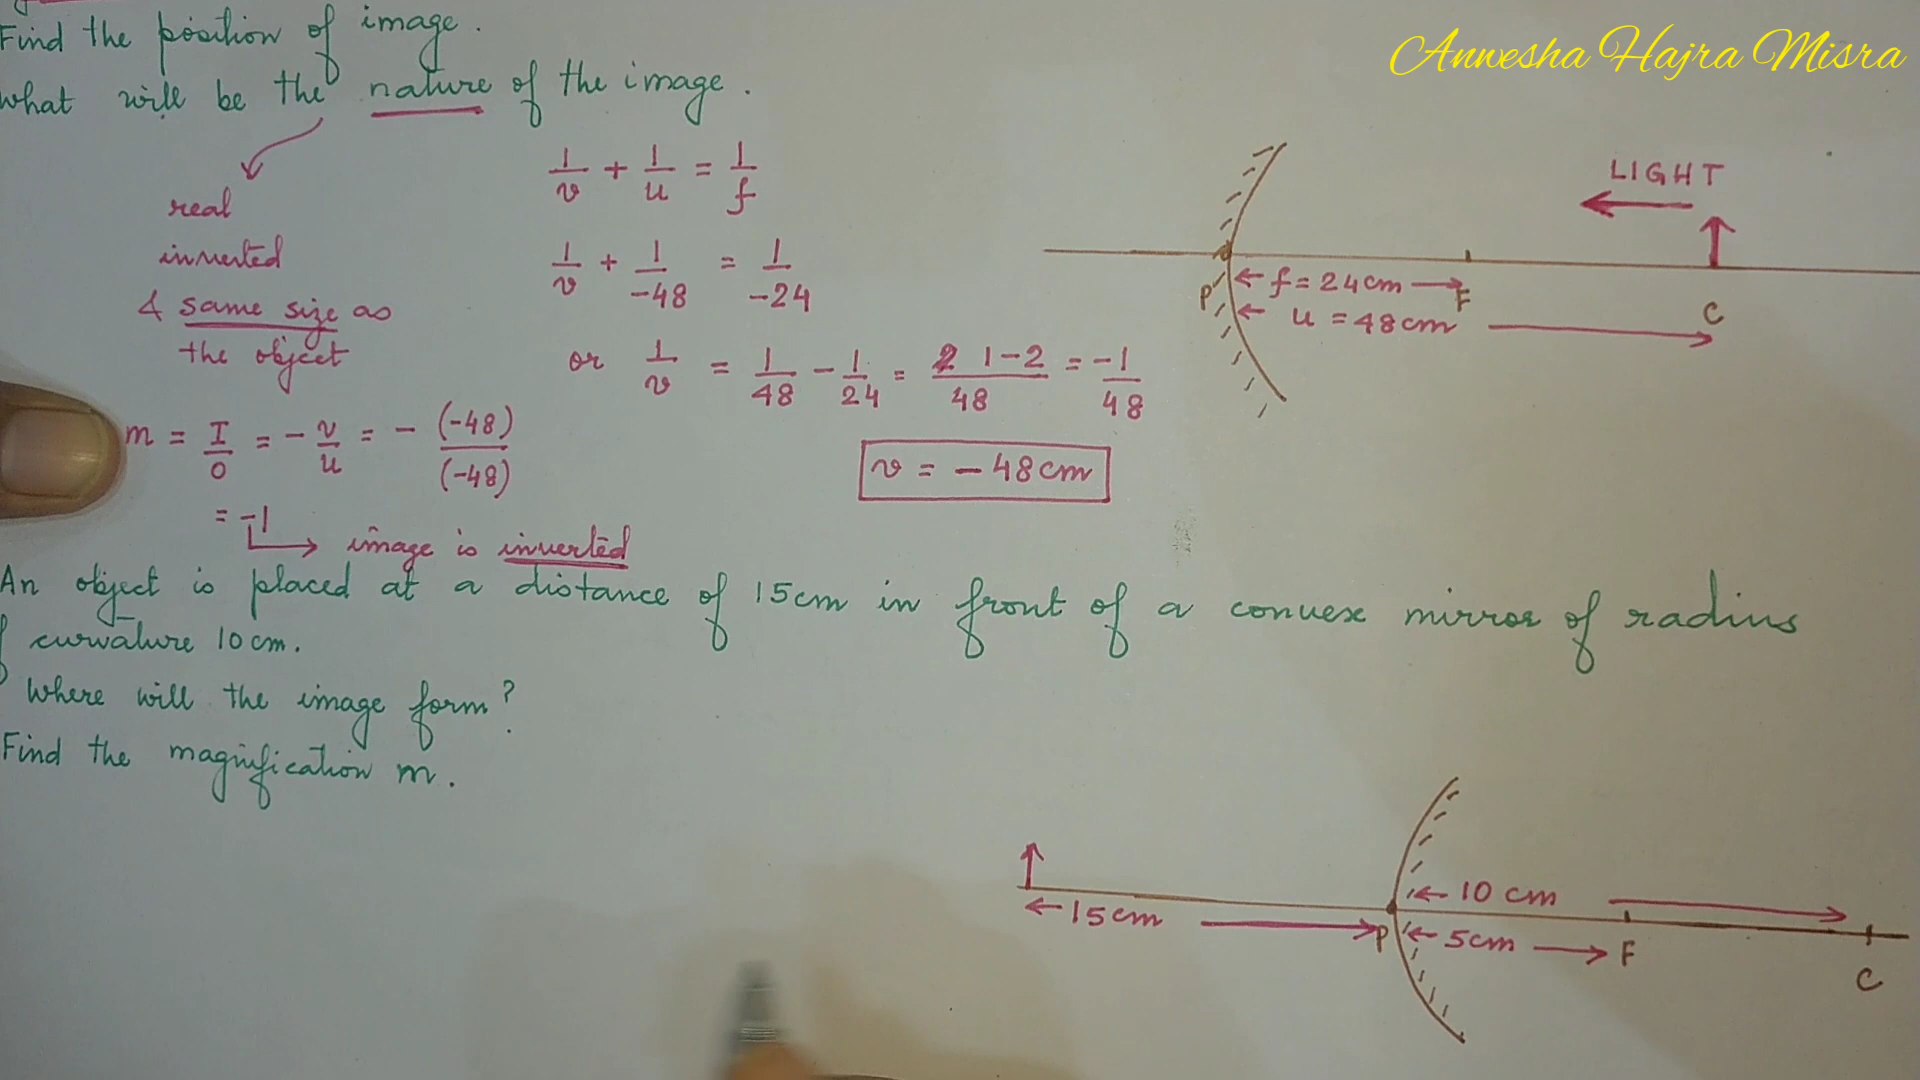 Anwesha Hajra Misra
Find the position of image.
What will be the nature of the image.
real
inverted
& same size as
the object
m = I/O = - v/u = - (-48)/(-48)
= -1
image is inverted
1/v + 1/u = 1/f
1/v + 1/-48 = 1/-24
or 1/v = 1/48 - 1/24 = 1-2/48 = -1/48
v = - 48cm
LIGHT
f = 24cm
P
F
u = 48cm
C
An object is placed at a distance of 15cm in front of a convex mirror of radius
of curvature 10cm.
Where will the image form?
Find the magnification m.
10 cm
15cm
P
5cm
F
C